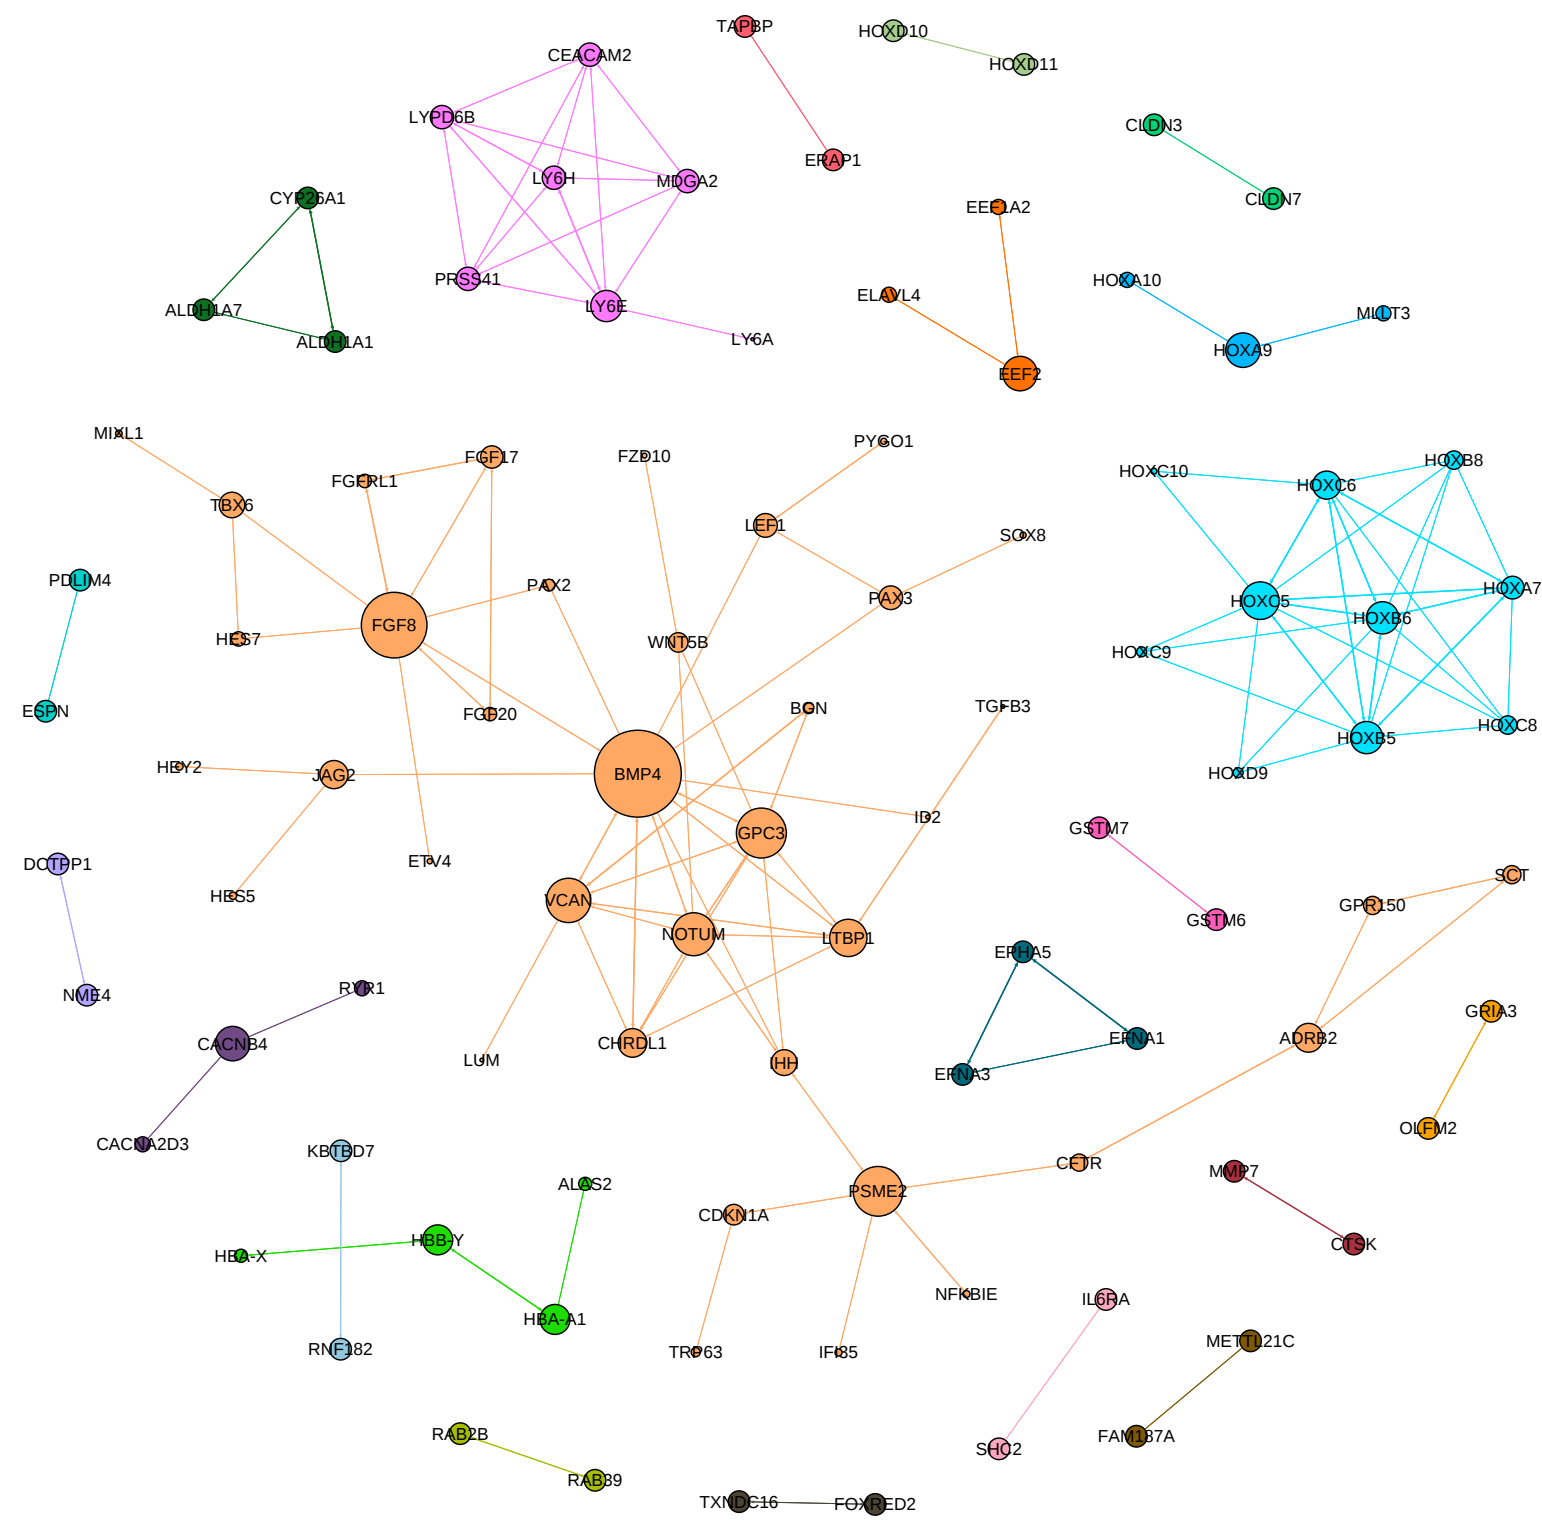 TAPBP
HOXD10
CEACAM2
HOXD11
LYPD6B
CLDN3
ERAP1
LY6H
MDGA2
CYP26A1
CLDN7
EEF1A2
PRSS41
HOXA10
ELAVL4
LY6E
ALDH1A7
MLLT3
LY6A
ALDH1A1
HOXA9
EEF2
MIXL1
PYGO1
FGF17
FZD10
HOXB8
HOXC10
FGFRL1
HOXC6
TBX6
LEF1
SOX8
PDLIM4
PAX2
HOXA7
PAX3
HOXC5
HOXB6
FGF8
HES7
WNT5B
HOXC9
ESPN
FGF20
BGN
TGFB3
HOXC8
HOXB5
HEY2
JAG2
BMP4
HOXD9
ID2
GSTM7
GPC3
DCTPP1
ETV4
SCT
HES5
VCAN
GPR150
GSTM6
NOTUM
LTBP1
EPHA5
RYR1
NME4
GRIA3
CACNB4
CHRDL1
EFNA1
ADRB2
LUM
IHH
EFNA3
OLFM2
CACNA2D3
KBTBD7
CFTR
MMP7
ALAS2
PSME2
CDKN1A
HBB-Y
HBA-X
CTSK
NFKBIE
IL6RA
HBA-A1
METTL21C
RNF182
TRP63
IFI35
RAB2B
FAM187A
SHC2
RAB39
TXNDC16
FOXRED2